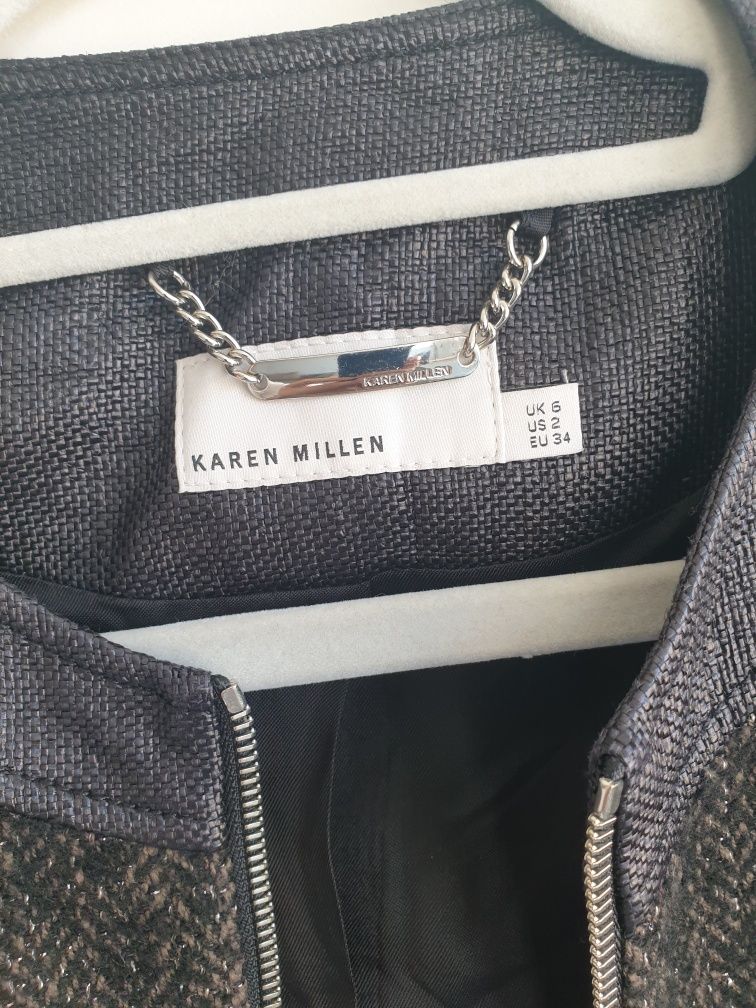 KAREN MILLEN
KAREN MILLEN
UK 6
US 2
EU 34